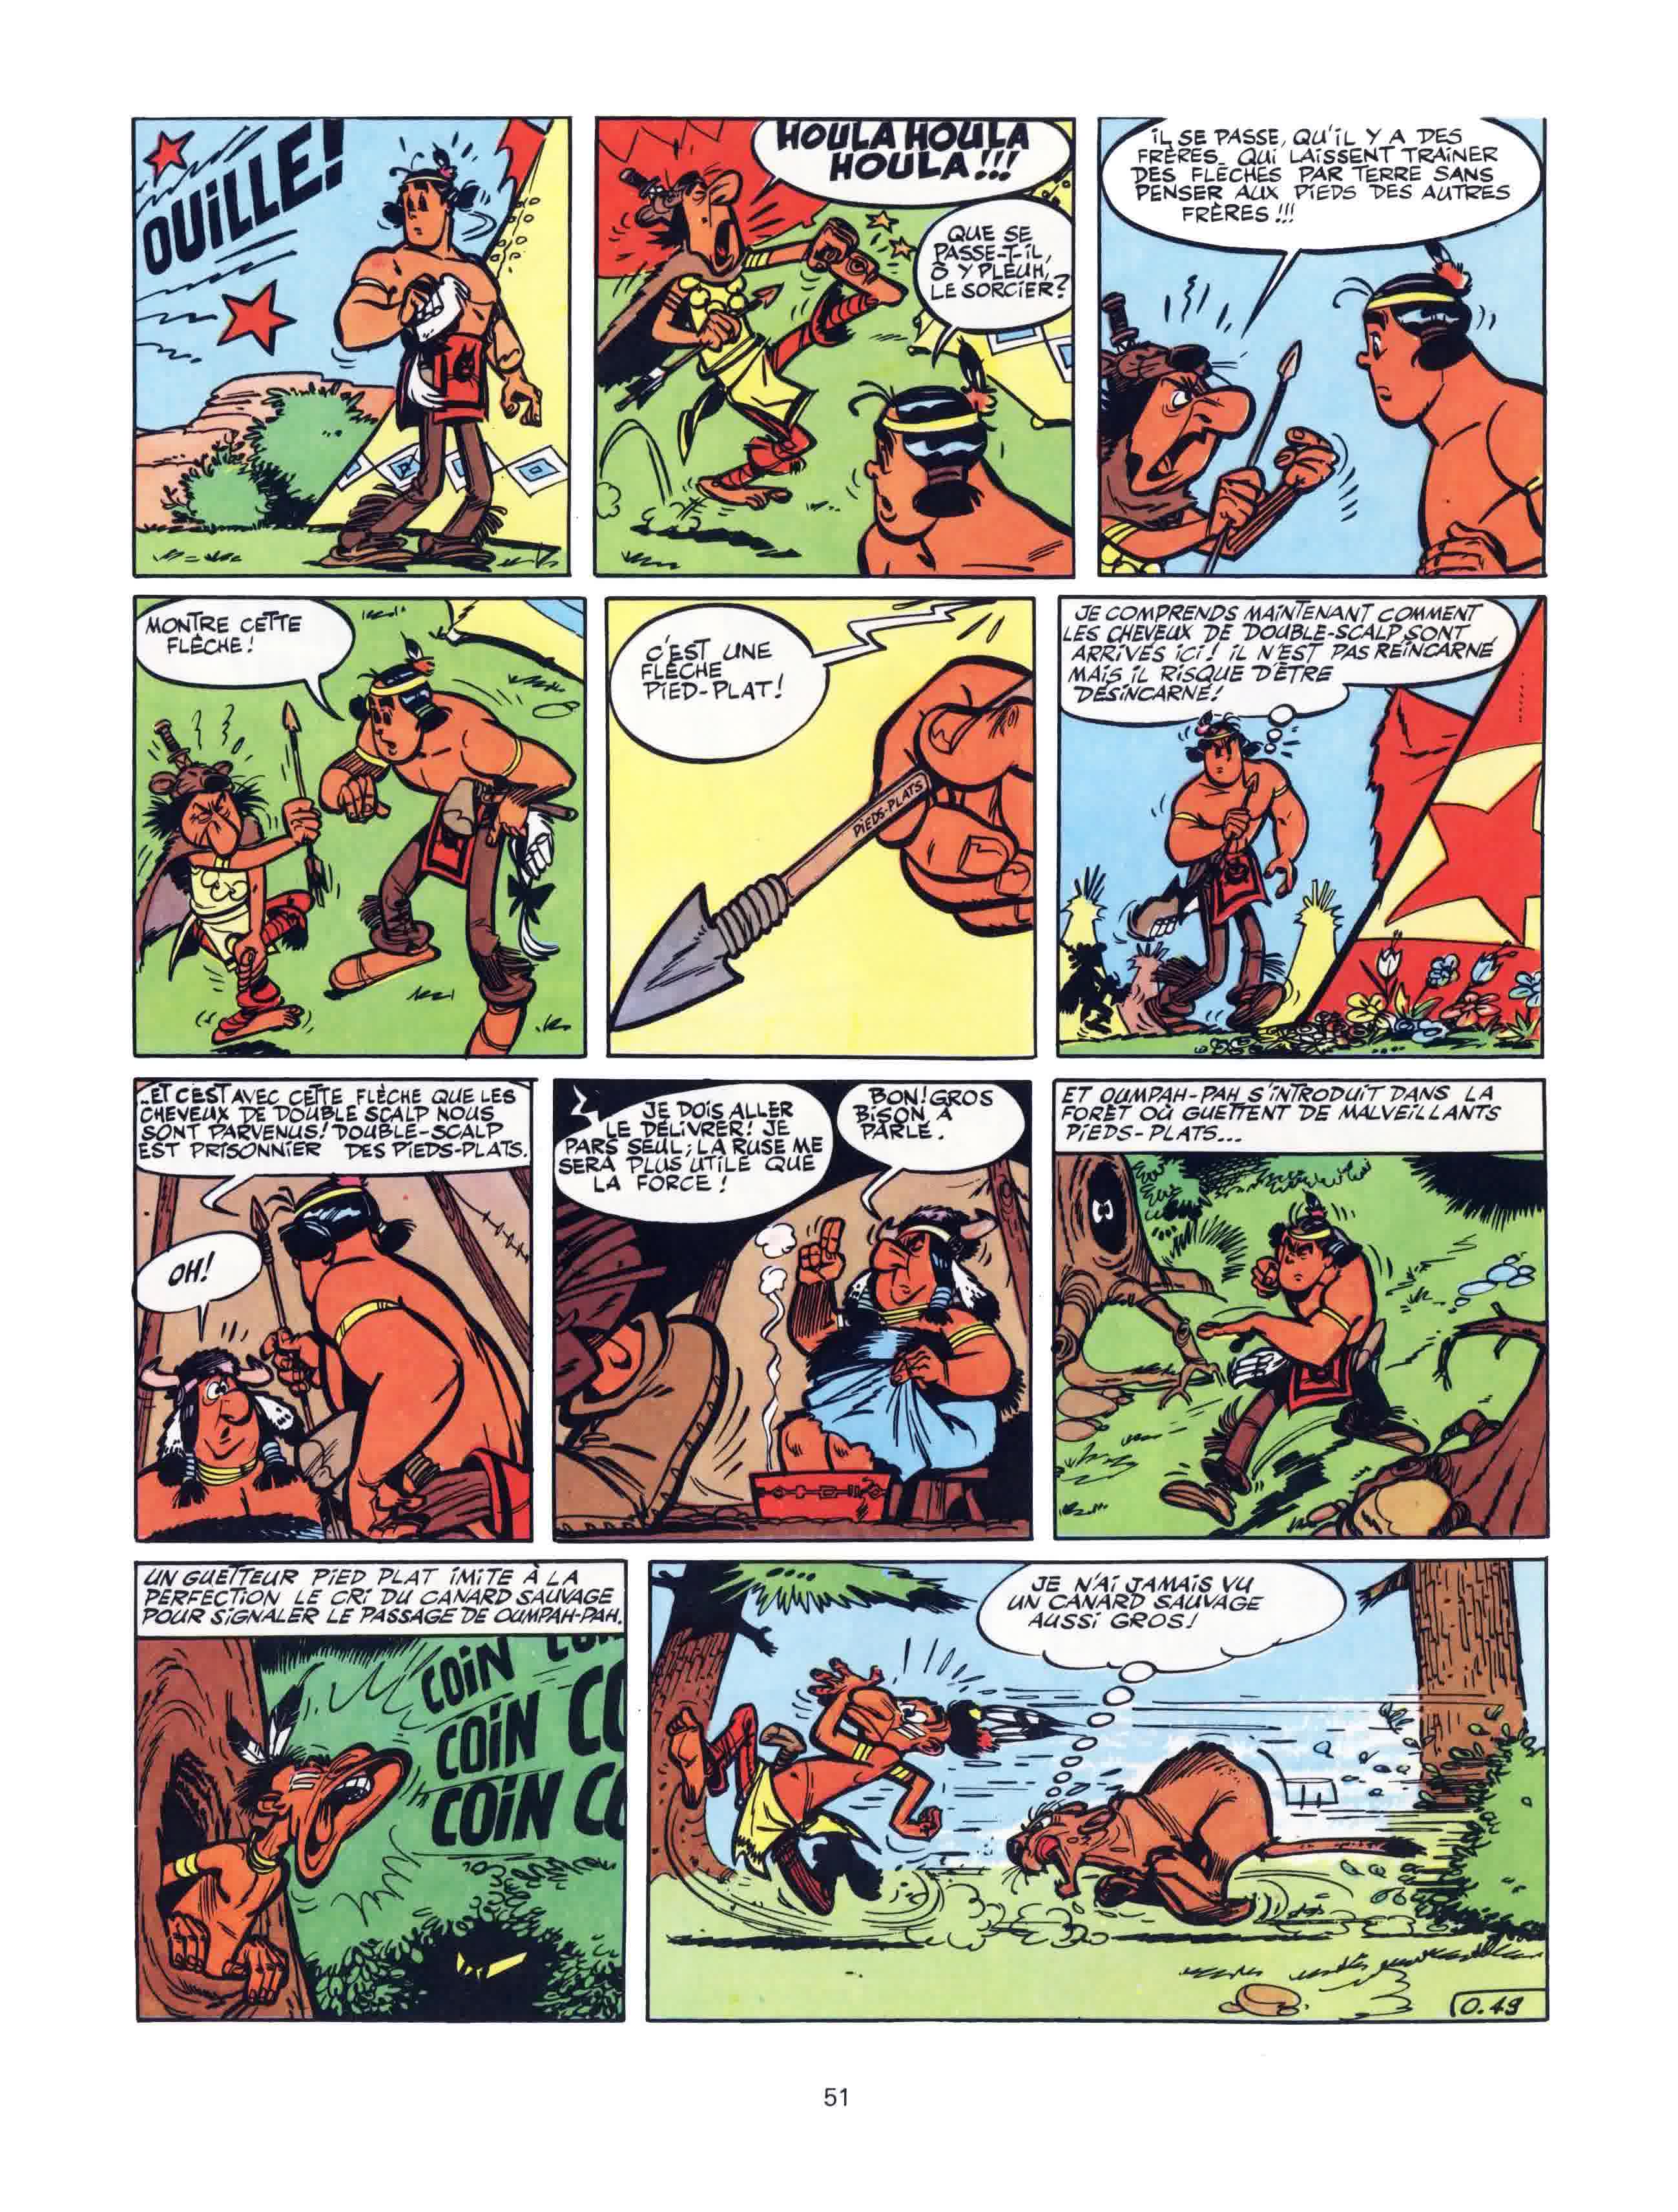 OUILLE!
HOULA HOULA
HOULA!!!
QUE SE
PASSE-T-IL,
Ô Y PLEUH,
LE SORCIER?
IL SE PASSE, QU'IL Y A DES
FRÈRES QUI LAISSENT TRAINER
DES FLÈCHES PAR TERRE SANS
PENSER AUX PIEDS DES AUTRES
FRÈRES!!!
MONTRE CETTE
FLÈCHE!
C'EST UNE
FLÈCHE
PIED-PLAT!
PIEDS-PLATS
JE COMPRENDS MAINTENANT COMMENT
LES CHEVEUX DE DOUBLE-SCALP SONT
ARRIVÉS ICI! IL N'EST PAS RÉINCARNÉ
MAIS IL RISQUE D'ÊTRE
DÉSINCARNÉ!
..ET C'EST AVEC CETTE FLÈCHE QUE LES
CHEVEUX DE DOUBLE SCALP NOUS
SONT PARVENUS! DOUBLE-SCALP
EST PRISONNIER DES PIEDS-PLATS.
OH!
JE DOIS ALLER
LE DÉLIVRER! JE
PARS SEUL; LA RUSE ME
SERA PLUS UTILE QUE
LA FORCE!
BON! GROS
BISON A
PARLÉ.
ET OUMPAH-PAH S'INTRODUIT DANS LA
FORÊT OÙ GUETTENT DE MALVEILLANTS
PIEDS-PLATS...
UN GUETTEUR PIED PLAT IMITE À LA
PERFECTION LE CRI DU CANARD SAUVAGE
POUR SIGNALER LE PASSAGE DE OUMPAH-PAH.
COIN COIN
COIN CO
COIN CO
JE N'AI JAMAIS VU
UN CANARD SAUVAGE
AUSSI GROS!
O.49
51